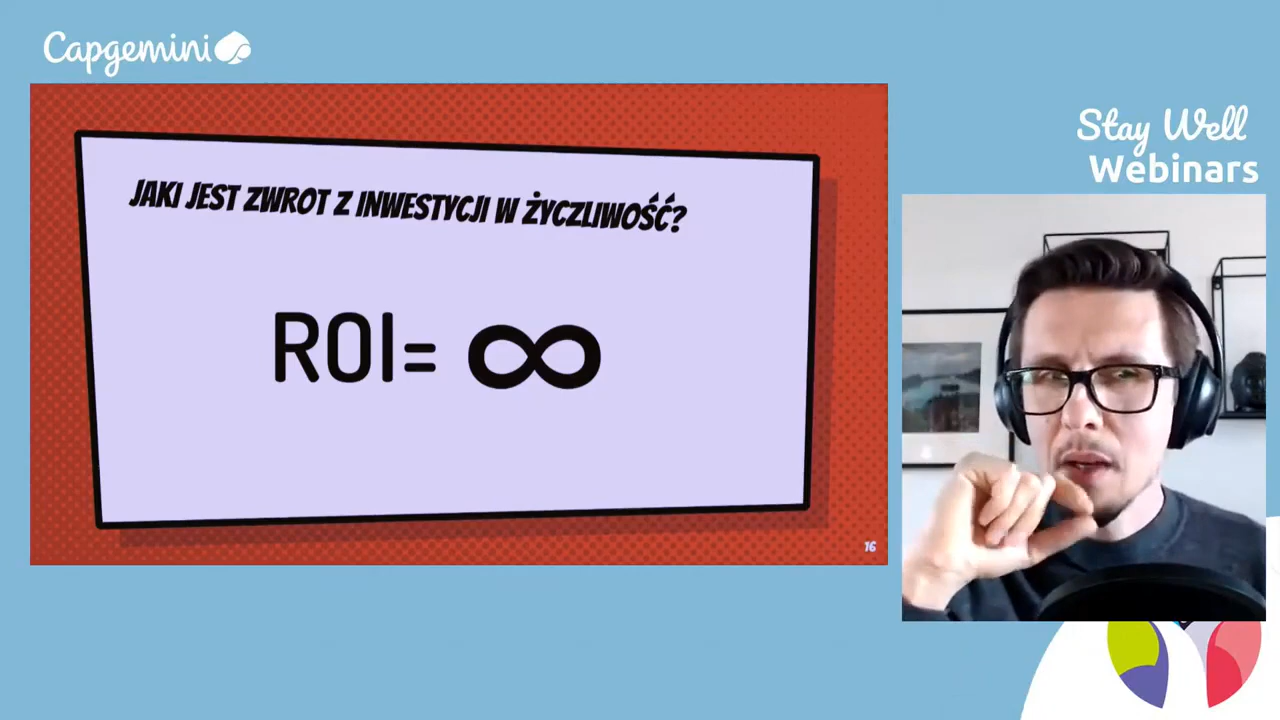 Capgemini
Stay Well
Webinars
JAKI JEST ZWROT Z INWESTYCJI W ŻYCZLIWOŚĆ?
ROI= ∞
16